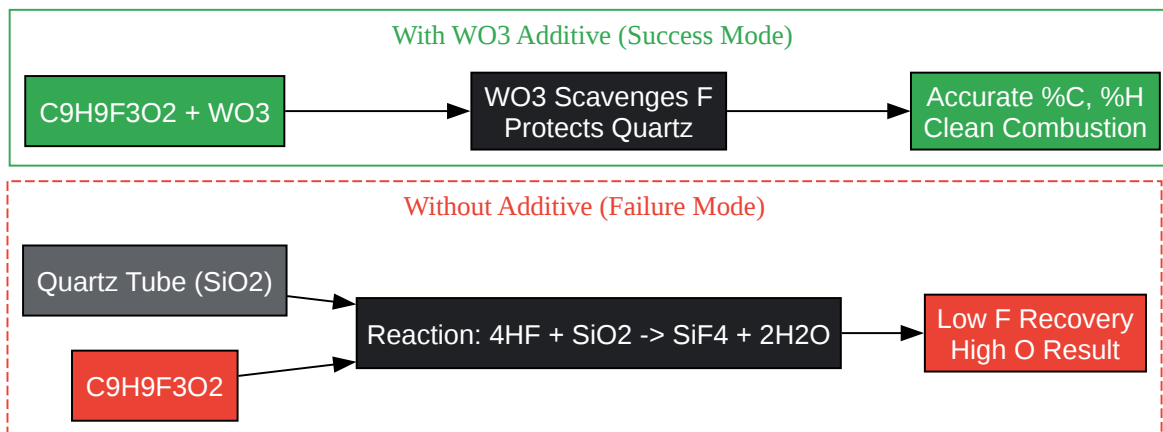 With WO3 Additive (Success Mode)
C9H9F3O2 + WO3
WO3 Scavenges F
Protects Quartz
Accurate %C, %H
Clean Combustion
Without Additive (Failure Mode)
Quartz Tube (SiO2)
C9H9F3O2
Reaction: 4HF + SiO2 -> SiF4 + 2H2O
Low F Recovery
High O Result